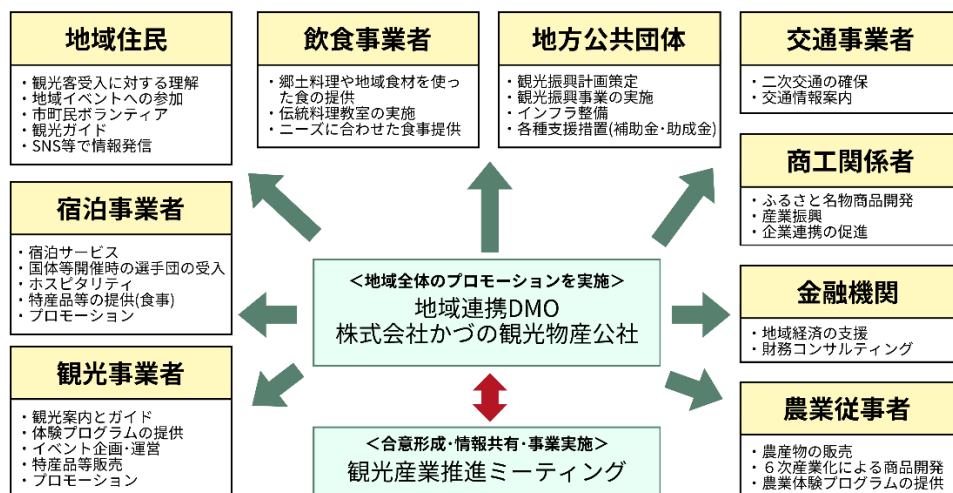 地域住民
・観光客受入に対する理解
・地域イベントへの参加
・市町民ボランティア
・観光ガイド
・SNS等で情報発信
飲食事業者
・郷土料理や地域食材を使っ
た食の提供
・伝統料理教室の実施
・ニーズに合わせた食事提供
地方公共団体
・観光振興計画策定
・観光振興事業の実施
・インフラ整備
・各種支援措置(補助金･助成金)
交通事業者
・二次交通の確保
・交通情報案内
商工関係者
・ふるさと名物商品開発
・産業振興
・企業連携の促進
宿泊事業者
・宿泊サービス
・国体等開催時の選手団の受入
・ホスピタリティ
・特産品等の提供(食事)
・プロモーション
<地域全体のプロモーションを実施>
地域連携DMO
株式会社かづの観光物産公社
金融機関
・地域経済の支援
・財務コンサルティング
観光事業者
・観光案内とガイド
・体験プログラムの提供
・イベント企画･運営
・特産品等販売
・プロモーション
<合意形成･情報共有･事業実施>
観光産業推進ミーティング
農業従事者
・農産物の販売
・６次産業化による商品開発
・農業体験プログラムの提供